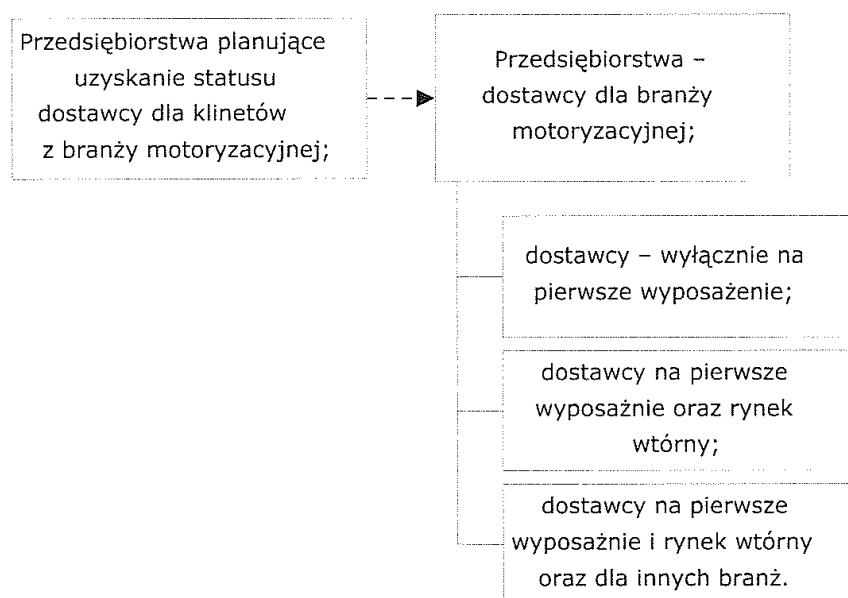 Przedsiębiorstwa planujące
uzyskanie statusu
dostawcy dla klinetów
z branży motoryzacyjnej;
Przedsiębiorstwa –
dostawcy dla branży
motoryzacyjnej;
dostawcy – wyłącznie na
pierwsze wyposażenie;
dostawcy na pierwsze
wyposażnie oraz rynek
wtórny;
dostawcy na pierwsze
wyposażnie i rynek wtórny
oraz dla innych branż.